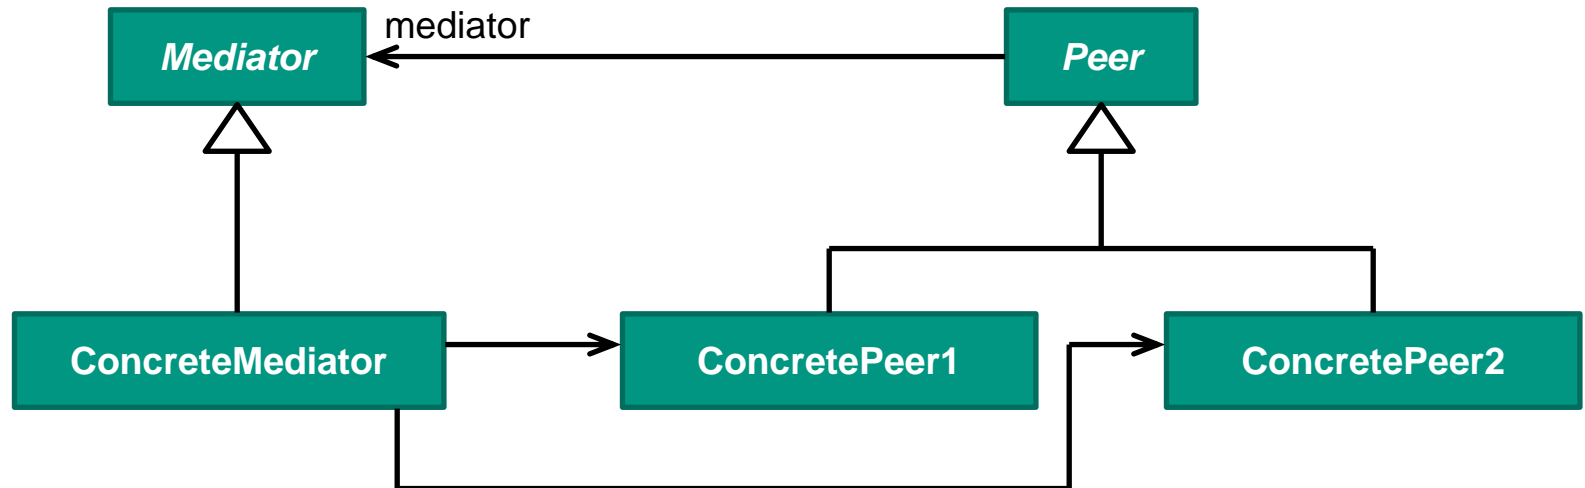 Mediator
mediator
Peer
ConcreteMediator
ConcretePeer1
ConcretePeer2